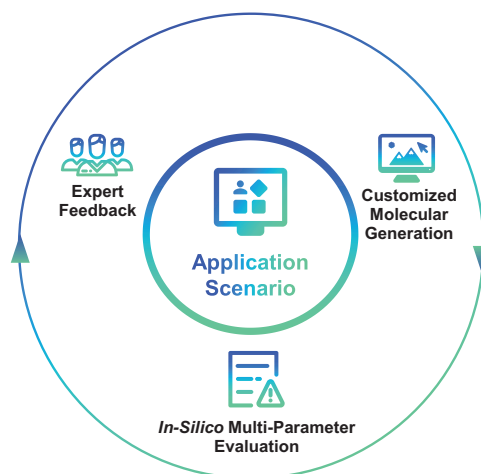 Expert
Feedback
Customized
Molecular
Generation
Application
Scenario
In-Silico Multi-Parameter
Evaluation